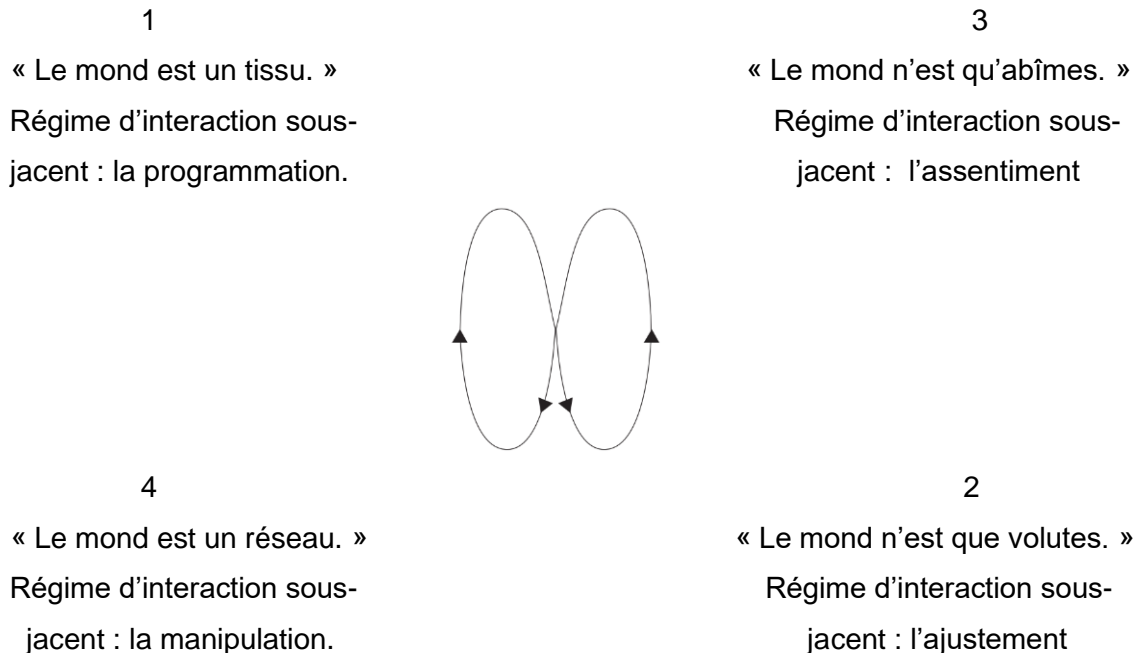 1
« Le mond est un tissu. »
Régime d’interaction sous-
jacent : la programmation.
3
« Le mond n’est qu’abîmes. »
Régime d’interaction sous-
jacent : l’assentiment
4
« Le mond est un réseau. »
Régime d’interaction sous-
jacent : la manipulation.
2
« Le mond n’est que volutes. »
Régime d’interaction sous-
jacent : l’ajustement